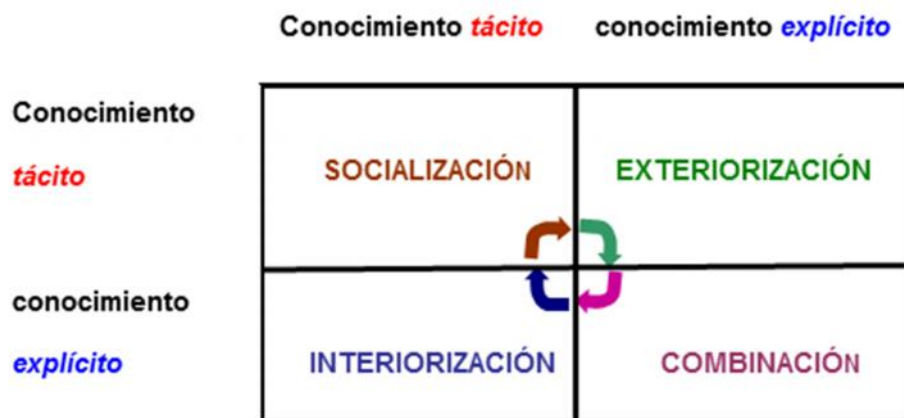 Conocimiento tácito conocimiento explícito
Conocimiento
tácito
SOCIALIZACIÓN EXTERIORIZACIÓN
conocimiento
explícito
INTERIORIZACIÓN COMBINACIÓN